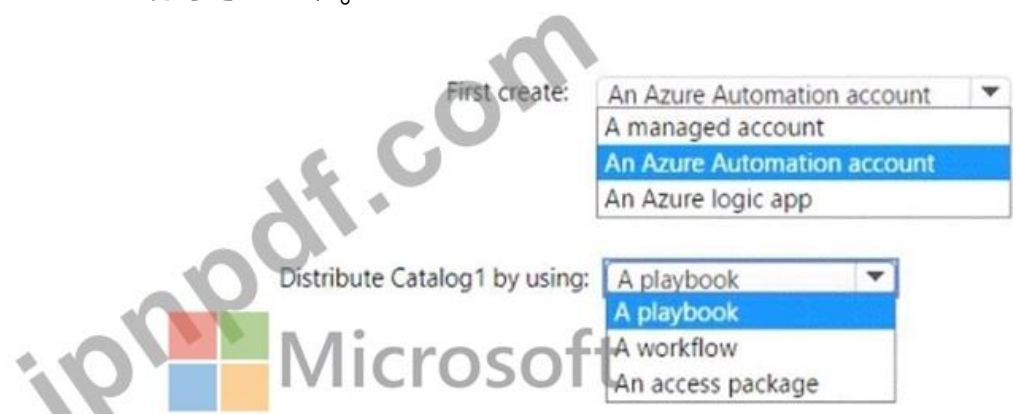 First create:
An Azure Automation account
A managed account
An Azure Automation account
An Azure logic app
Distribute Catalog1 by using:
A playbook
A playbook
A workflow
An access package
Microsoft
jpnpdf.com